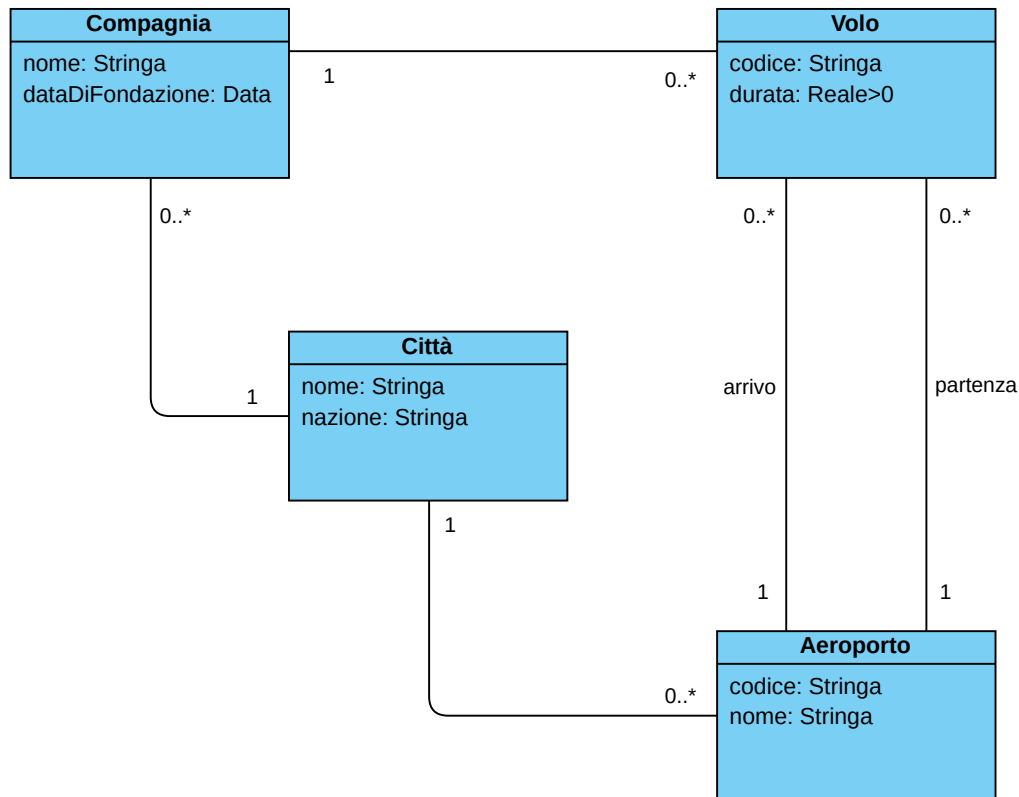 Compagnia
nome: Stringa
dataDiFondazione: Data
Volo
codice: Stringa
durata: Reale>0
1
0..*
0..*
0..*
0..*
Città
nome: Stringa
nazione: Stringa
1
arrivo
partenza
1
1
1
0..*
Aeroporto
codice: Stringa
nome: Stringa